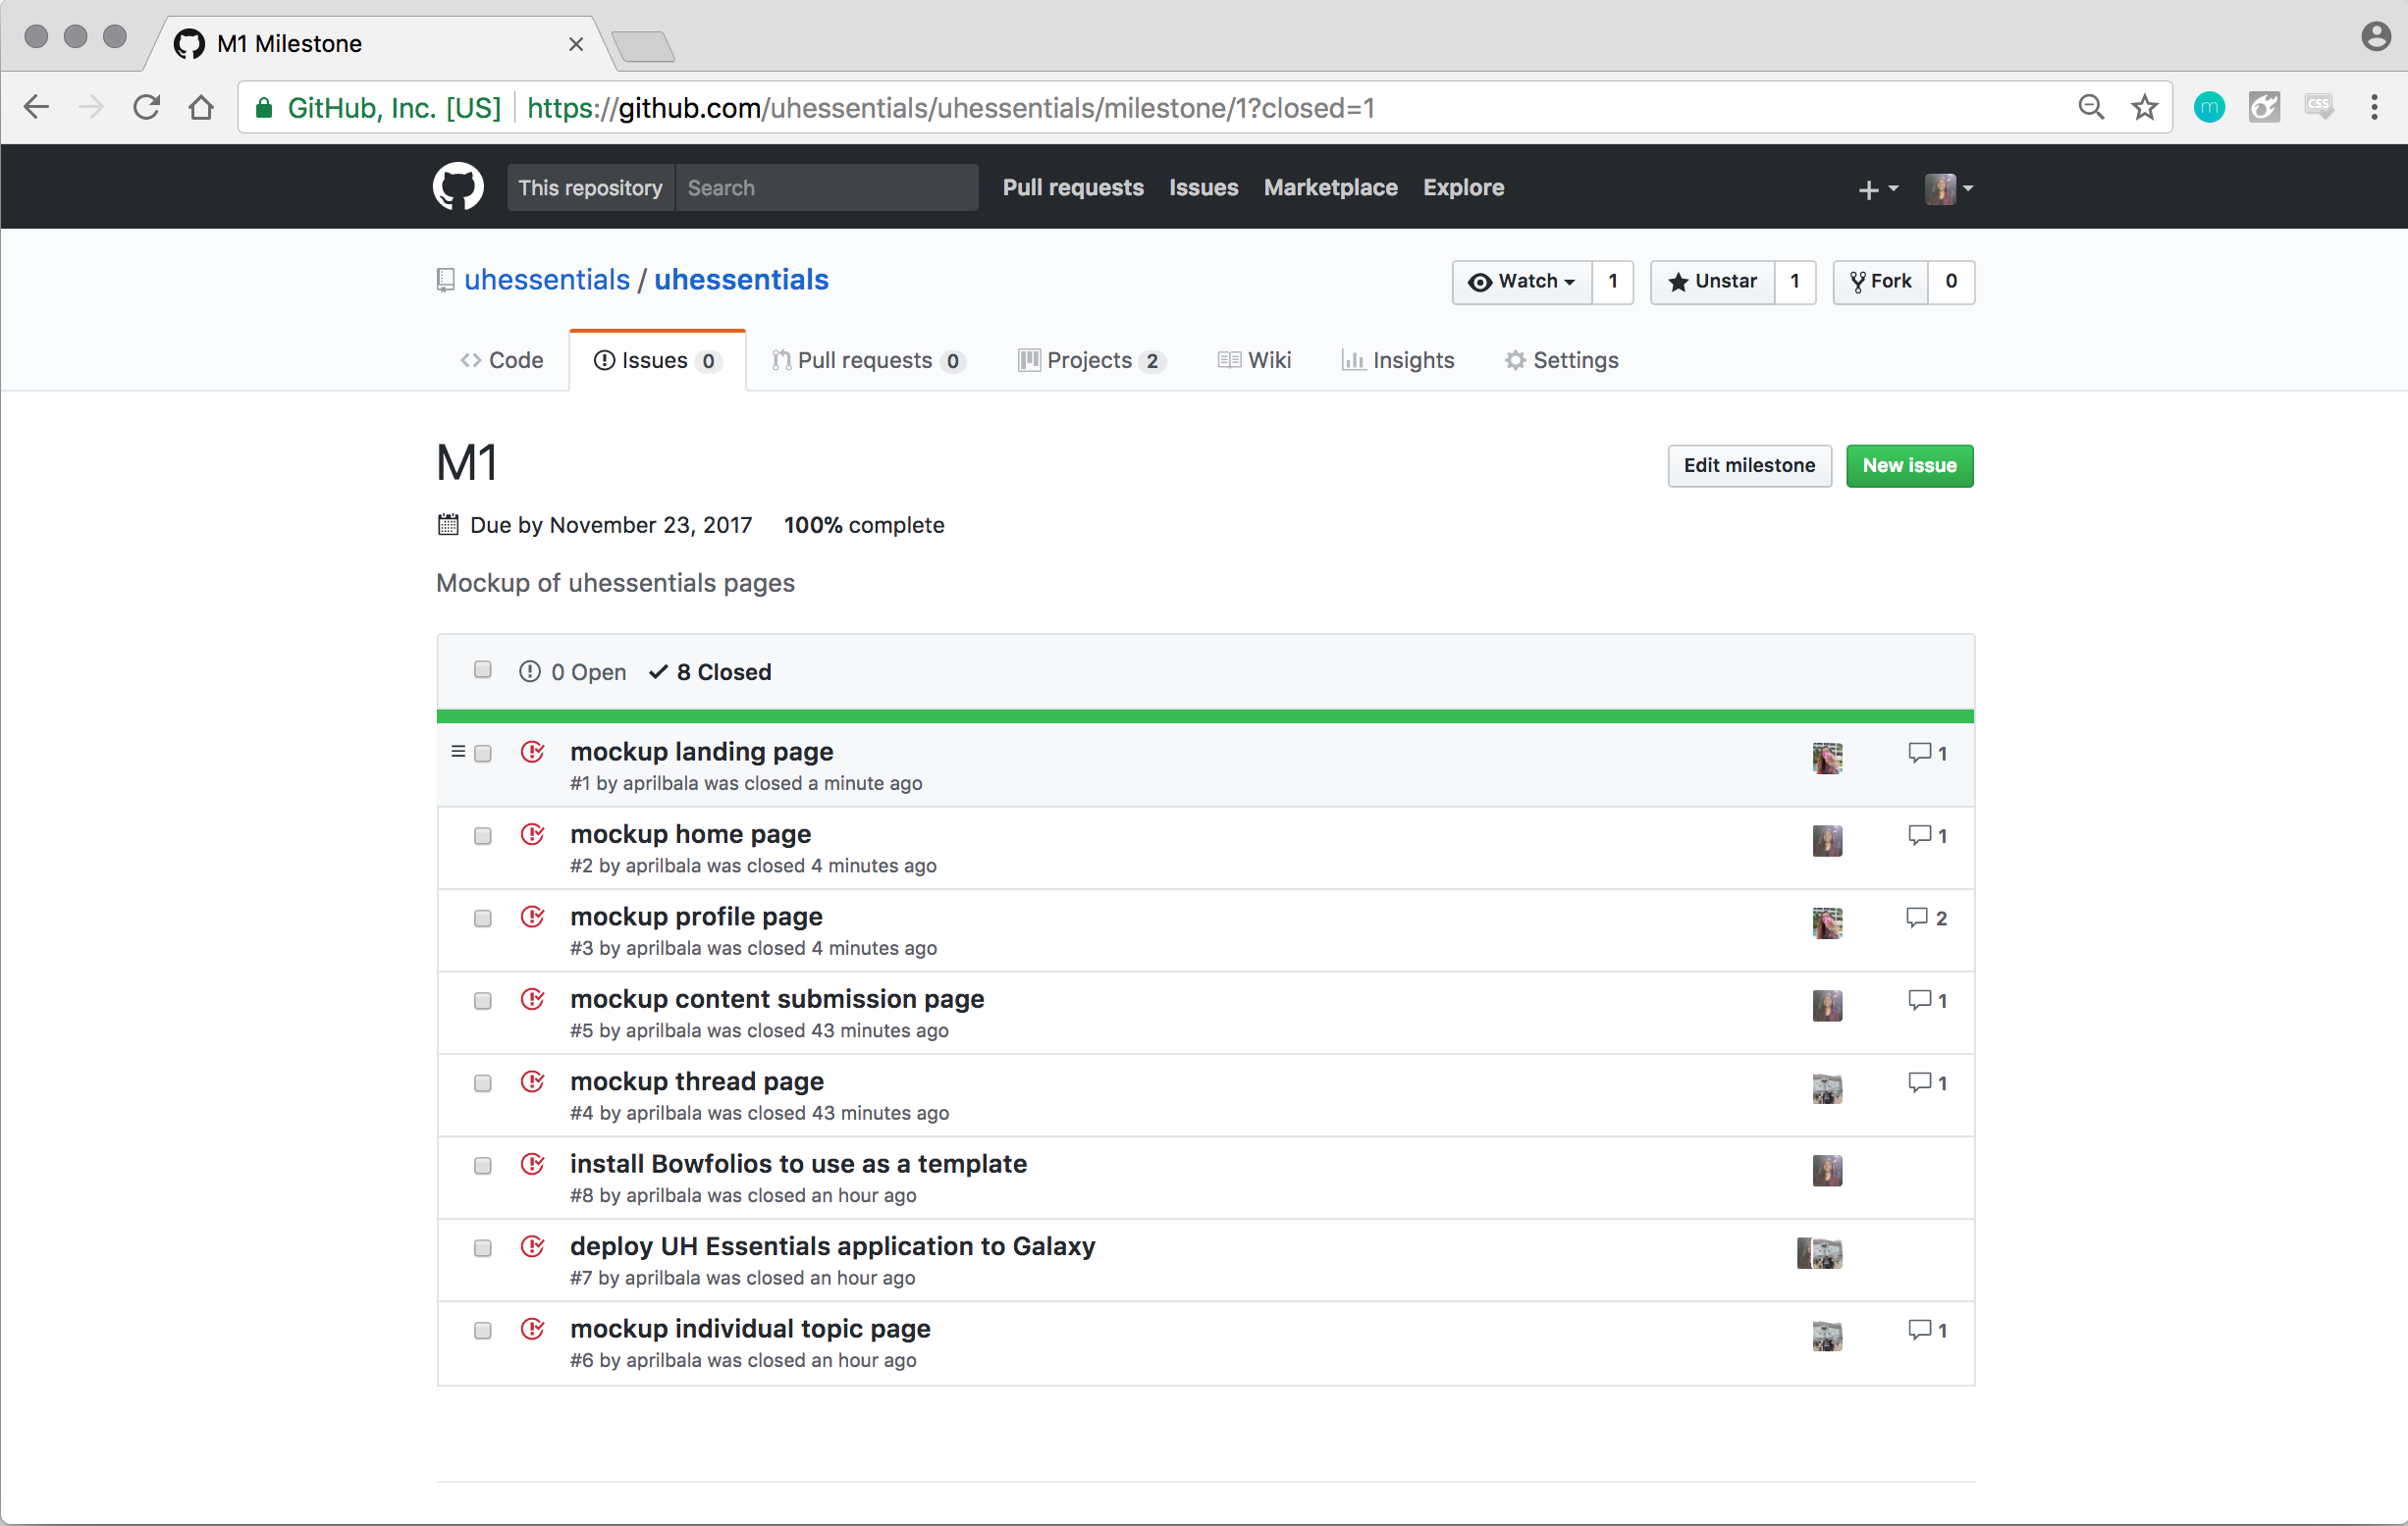 M1 Milestone
GitHub, Inc. [US] https://github.com/uhessentials/uhessentials/milestone/1?closed=1
m
CSS
This repository Search Pull requests Issues Marketplace Explore
uhessentials / uhessentials
Watch 1 Unstar 1 Fork 0
Code Issues 0 Pull requests 0 Projects 2 Wiki Insights Settings
M1
Edit milestone New issue
Due by November 23, 2017 100% complete
Mockup of uhessentials pages
0 Open 8 Closed
mockup landing page 1
#1 by aprilbala was closed a minute ago
mockup home page 1
#2 by aprilbala was closed 4 minutes ago
mockup profile page 2
#3 by aprilbala was closed 4 minutes ago
mockup content submission page 1
#5 by aprilbala was closed 43 minutes ago
mockup thread page 1
#4 by aprilbala was closed 43 minutes ago
install Bowfolios to use as a template
#8 by aprilbala was closed an hour ago
deploy UH Essentials application to Galaxy
#7 by aprilbala was closed an hour ago
mockup individual topic page 1
#6 by aprilbala was closed an hour ago